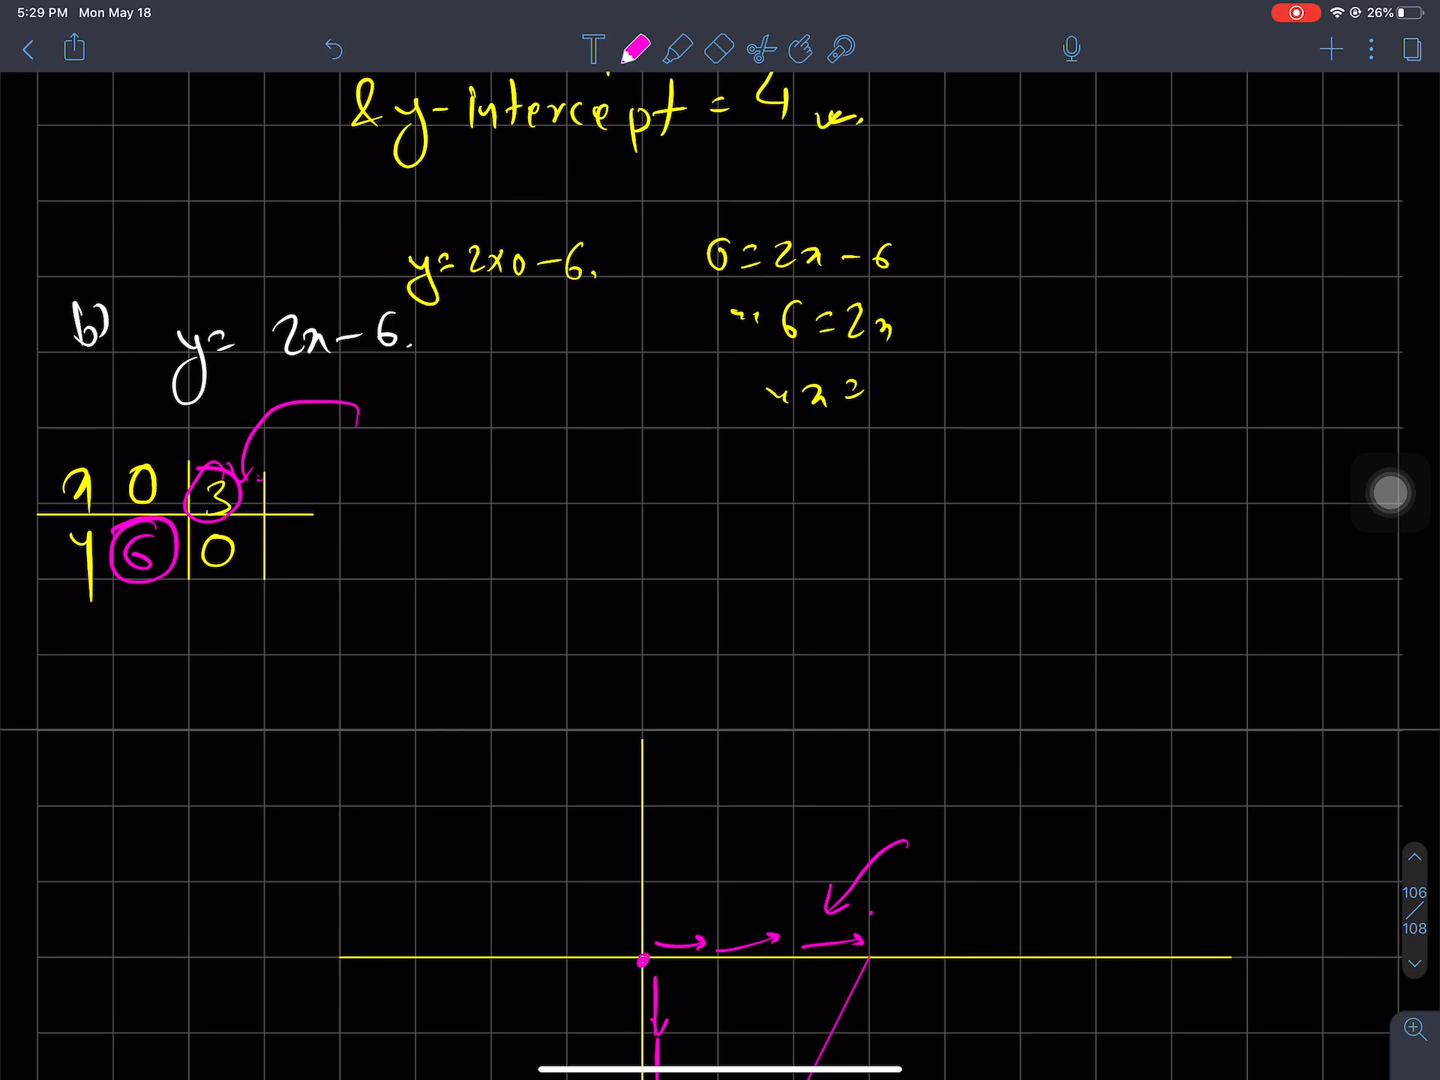 5:29 PM Mon May 18
26%
& y-intercept = 4
y= 2x0-6.
0=2x-6
6=2x
x=
b) y= 2x-6.
x 0 3
y 6 0
106
108